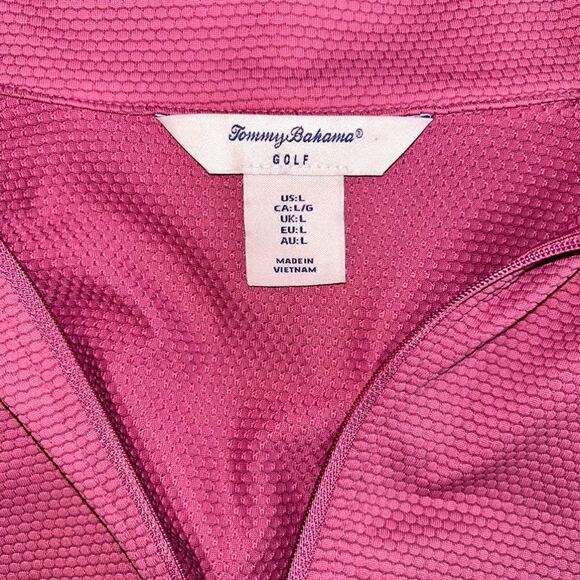 Tommy Bahama®
GOLF
US:L
CA:L/G
UK:L
EU:L
AU:L
MADE IN
VIETNAM